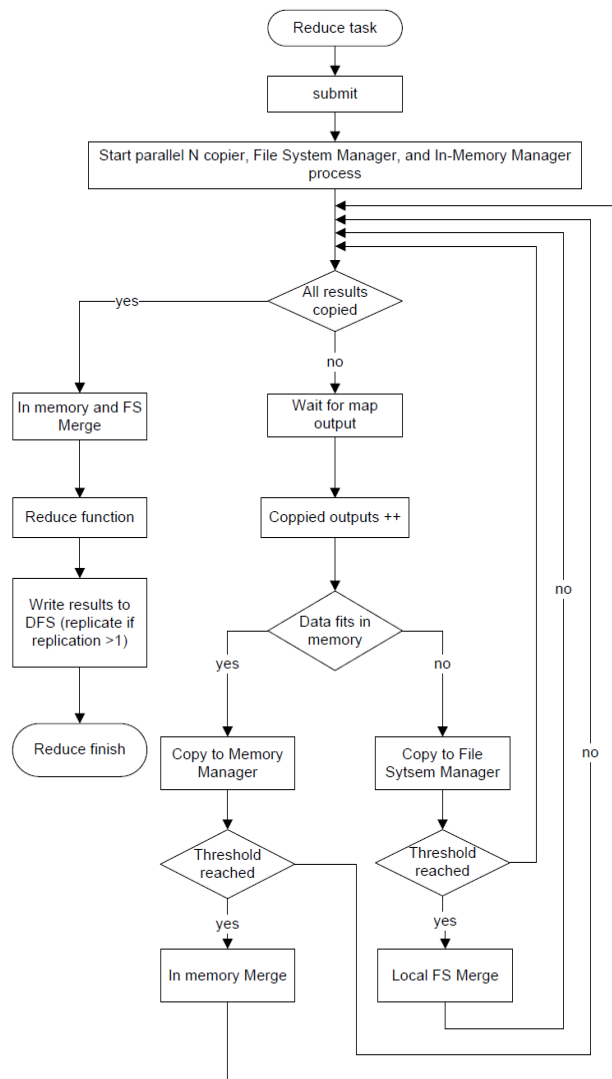 Reduce task
submit
Start parallel N copier, File System Manager, and In-Memory Manager
process
All results
copied
yes
no
In memory and FS
Merge
Wait for map
output
Reduce function
Coppied outputs ++
no
Write results to
DFS (replicate if
replication >1)
Data fits in
memory
yes
no
Reduce finish
Copy to Memory
Manager
Copy to File
Sytsem Manager
no
Threshold
reached
Threshold
reached
yes
yes
In memory Merge
Local FS Merge